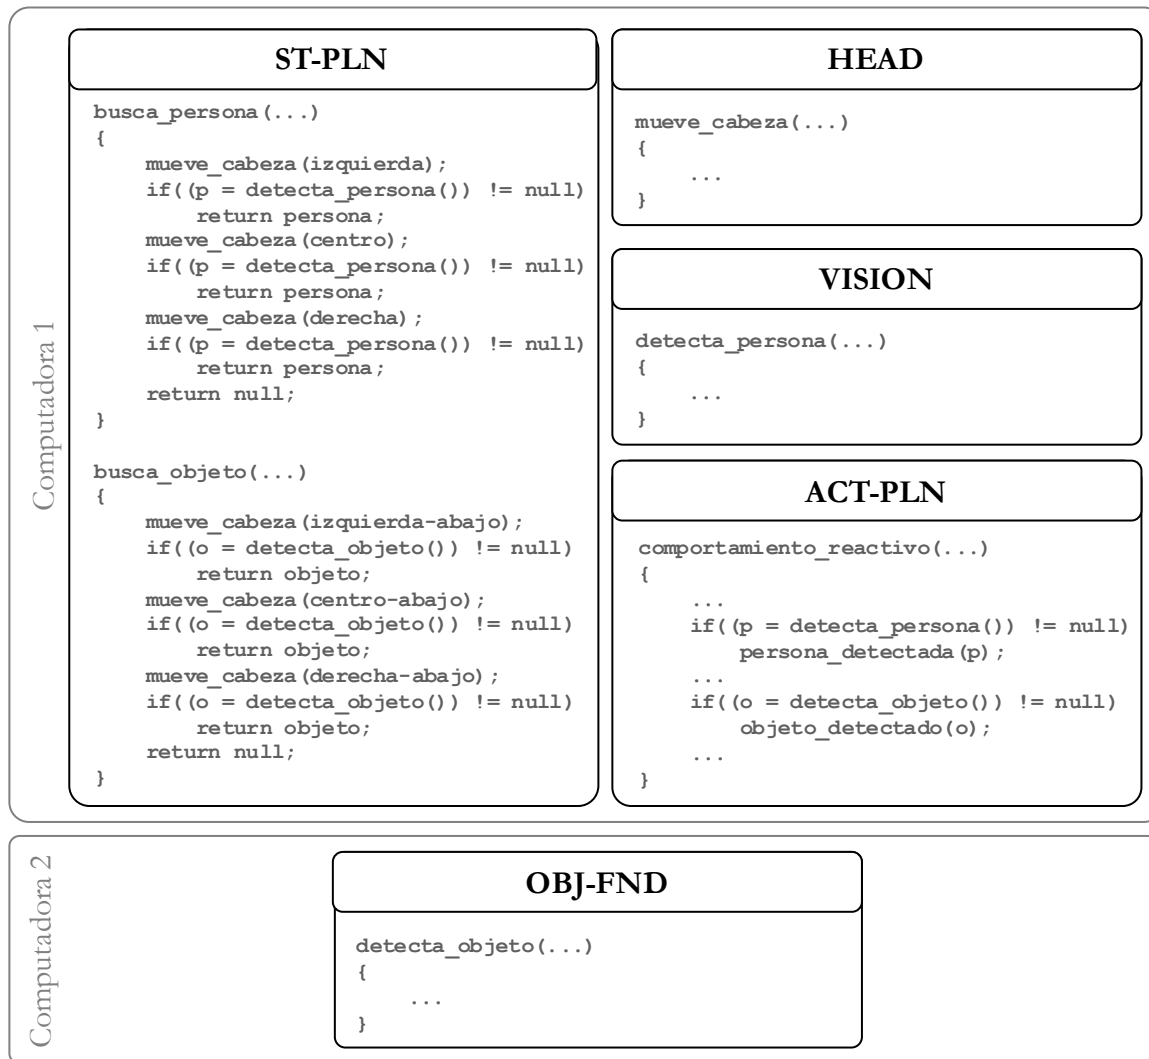 Computadora 1
ST-PLN
busca_persona(...)
{
    mueve_cabeza(izquierda);
    if((p = detecta_persona()) != null)
        return persona;
    mueve_cabeza(centro);
    if((p = detecta_persona()) != null)
        return persona;
    mueve_cabeza(derecha);
    if((p = detecta_persona()) != null)
        return persona;
    return null;
}
busca_objeto(...)
{
    mueve_cabeza(izquierda-abajo);
    if((o = detecta_objeto()) != null)
        return objeto;
    mueve_cabeza(centro-abajo);
    if((o = detecta_objeto()) != null)
        return objeto;
    mueve_cabeza(derecha-abajo);
    if((o = detecta_objeto()) != null)
        return objeto;
    return null;
}
HEAD
mueve_cabeza(...)
{
    ...
}
VISION
detecta_persona(...)
{
    ...
}
ACT-PLN
comportamiento_reactivo(...)
{
    ...
    if((p = detecta_persona()) != null)
        persona_detectada(p);
    ...
    if((o = detecta_objeto()) != null)
        objeto_detectado(o);
    ...
}
Computadora 2
OBJ-FND
detecta_objeto(...)
{
    ...
}